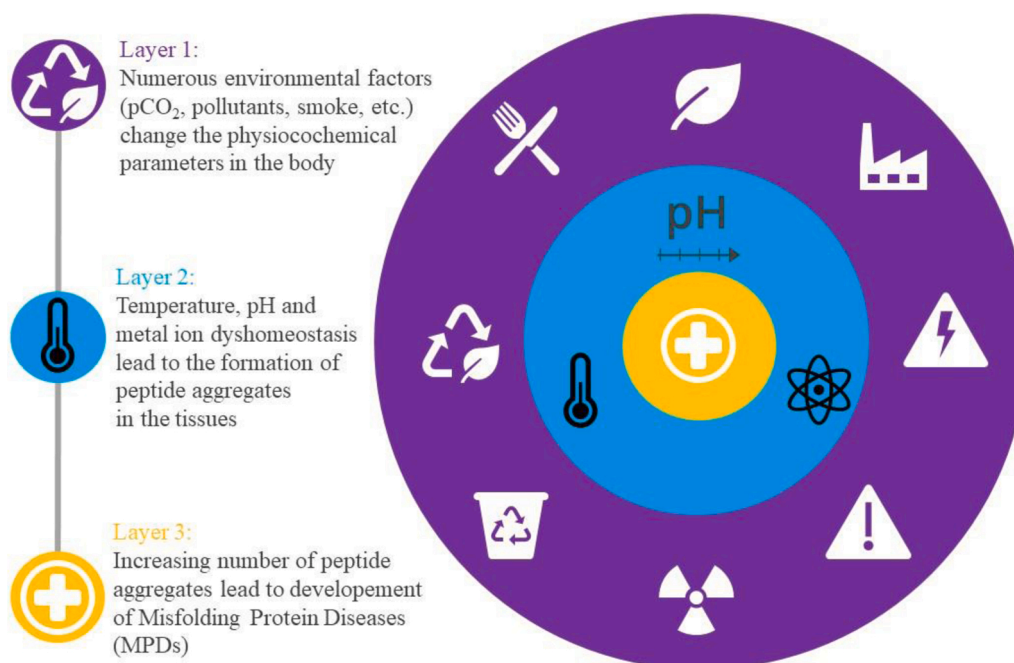 Layer 1:
Numerous environmental factors
(pCO₂, pollutants, smoke, etc.)
change the physiocochemical
parameters in the body
Layer 2:
Temperature, pH and
metal ion dyshomeostasis
lead to the formation of
peptide aggregates
in the tissues
Layer 3:
Increasing number of peptide
aggregates lead to developement
of Misfolding Protein Diseases
(MPDs)
pH